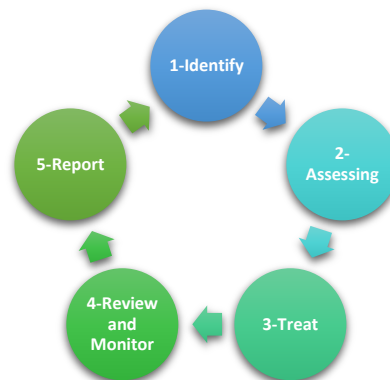 1-Identify
2-
Assessing
3-Treat
4-Review
and
Monitor
5-Report